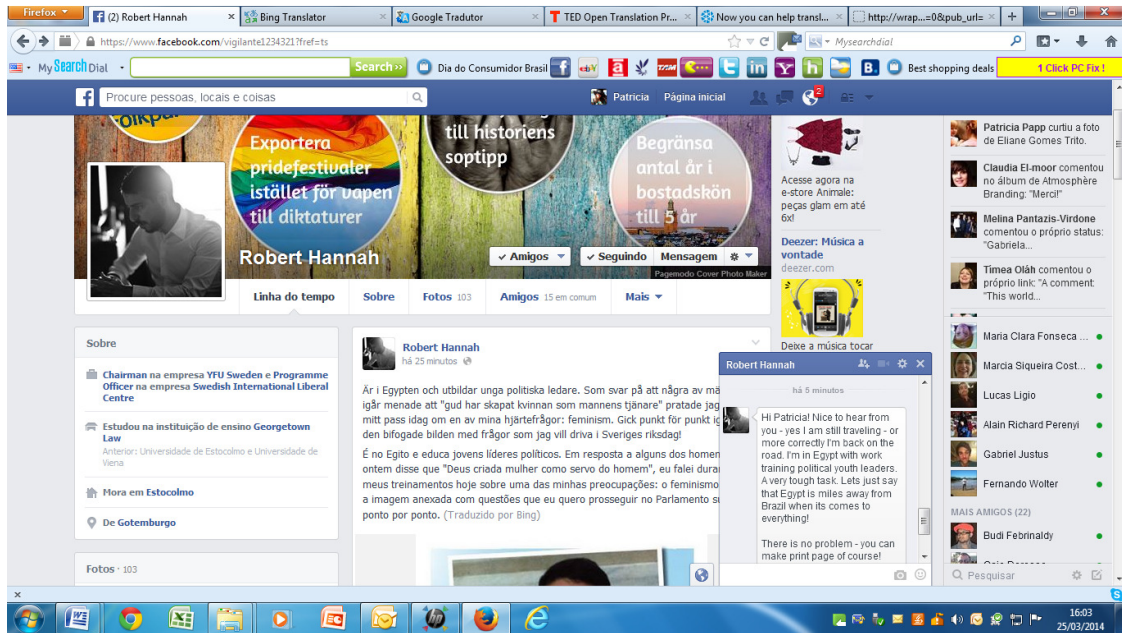 Firefox
(2) Robert Hannah
Bing Translator
Google Tradutor
TED Open Translation Pr...
Now you can help transl...
http://wrap...=0&pub_url=
https://www.facebook.com/vigilante1234321?fref=ts
Mysearchdial
My Search Dial
Search
Dia do Consumidor Brasil
ebY
TAM
B.
Best shopping deals
1 Click PC Fix !
Procure pessoas, locais e coisas
Patricia
Página inicial
2
Exportera
pridefestivaler
istället för vapen
till diktaturer
till historiens
soptipp
Begränsa
antal år i
bostadskön
till 5 år
Robert Hannah
Amigos
Seguindo
Mensagem
Pagemodo Cover Photo Maker
Linha do tempo
Sobre
Fotos 103
Amigos 15 em comum
Mais
Sobre
Chairman na empresa YFU Sweden e Programme
Officer na empresa Swedish International Liberal
Centre
Estudou na instituição de ensino Georgetown
Law
Anterior: Universidade de Estocolmo e Universidade de
Viena
Mora em Estocolmo
De Gotemburgo
Fotos · 103
Robert Hannah
há 25 minutos
Är i Egypten och utbildar unga politiska ledare. Som svar på att några av mä
igår menade att "gud har skapat kvinnan som mannens tjänare" pratade jag
mitt pass idag om en av mina hjärtefrågor: feminism. Gick punkt för punkt ig
den bifogade bilden med frågor som jag vill driva i Sveriges riksdag!
É no Egito e educa jovens líderes políticos. Em resposta a alguns dos homen
ontem disse que "Deus criada mulher como servo do homem", eu falei dura
meus treinamentos hoje sobre uma das minhas preocupações: o feminismo
a imagem anexada com questões que eu quero prosseguir no Parlamento su
ponto por ponto. (Traduzido por Bing)
Acesse agora na
e-store Animale:
peças glam em até
6x!
Deezer: Música a
vontade
deezer.com
Deixe a música tocar
Robert Hannah
há 5 minutos
Hi Patricia! Nice to hear from
you - yes I am still traveling - or
more correctly I'm back on the
road. I'm in Egypt with work
training political youth leaders.
A very tough task. Lets just say
that Egypt is miles away from
Brazil when its comes to
everything!
There is no problem - you can
make print page of course!
Patricia Papp curtiu a foto
de Eliane Gomes Trito.
Claudia El-moor comentou
no álbum de Atmosphère
Branding: "Merci!"
Melina Pantazis-Virdone
comentou o próprio status:
"Gabriela...
Timea Oláh comentou o
próprio link: "A comment:
"This world...
Maria Clara Fonseca ...
Marcia Siqueira Cost...
Lucas Ligio
Alain Richard Perenyi
Gabriel Justus
Fernando Wolter
MAIS AMIGOS (22)
Budi Febrinaldy
Pesquisar
16:03
25/03/2014